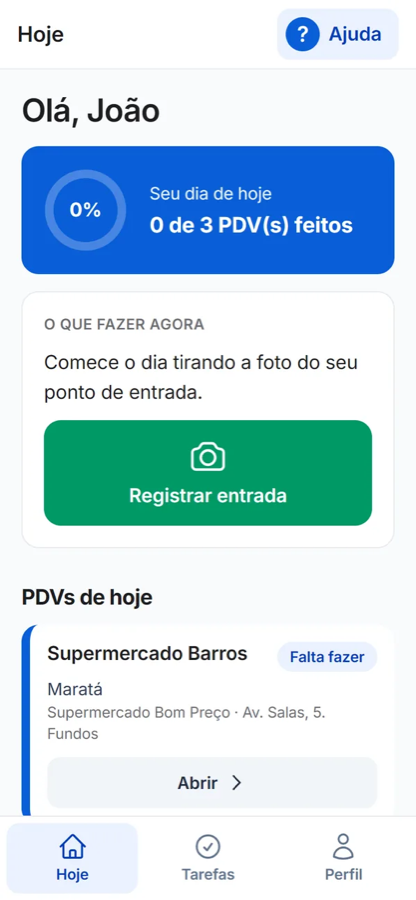 Hoje
? Ajuda
Olá, João
0%
Seu dia de hoje
0 de 3 PDV(s) feitos
O QUE FAZER AGORA
Comece o dia tirando a foto do seu
ponto de entrada.
Registrar entrada
PDVs de hoje
Supermercado Barros
Falta fazer
Maratá
Supermercado Bom Preço · Av. Salas, 5.
Fundos
Abrir
Hoje
Tarefas
Perfil